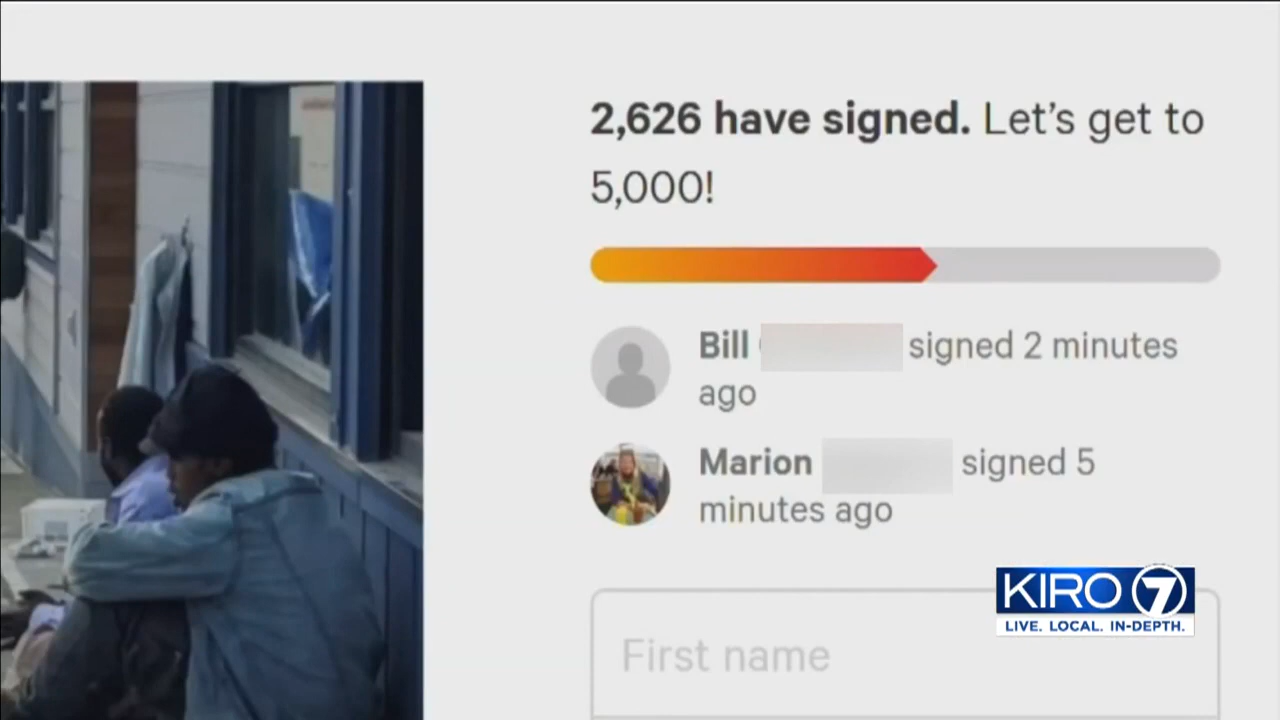 2,626 have signed. Let's get to
5,000!
Bill signed 2 minutes
ago
Marion signed 5
minutes ago
KIRO 7
LIVE. LOCAL. IN-DEPTH.
First name